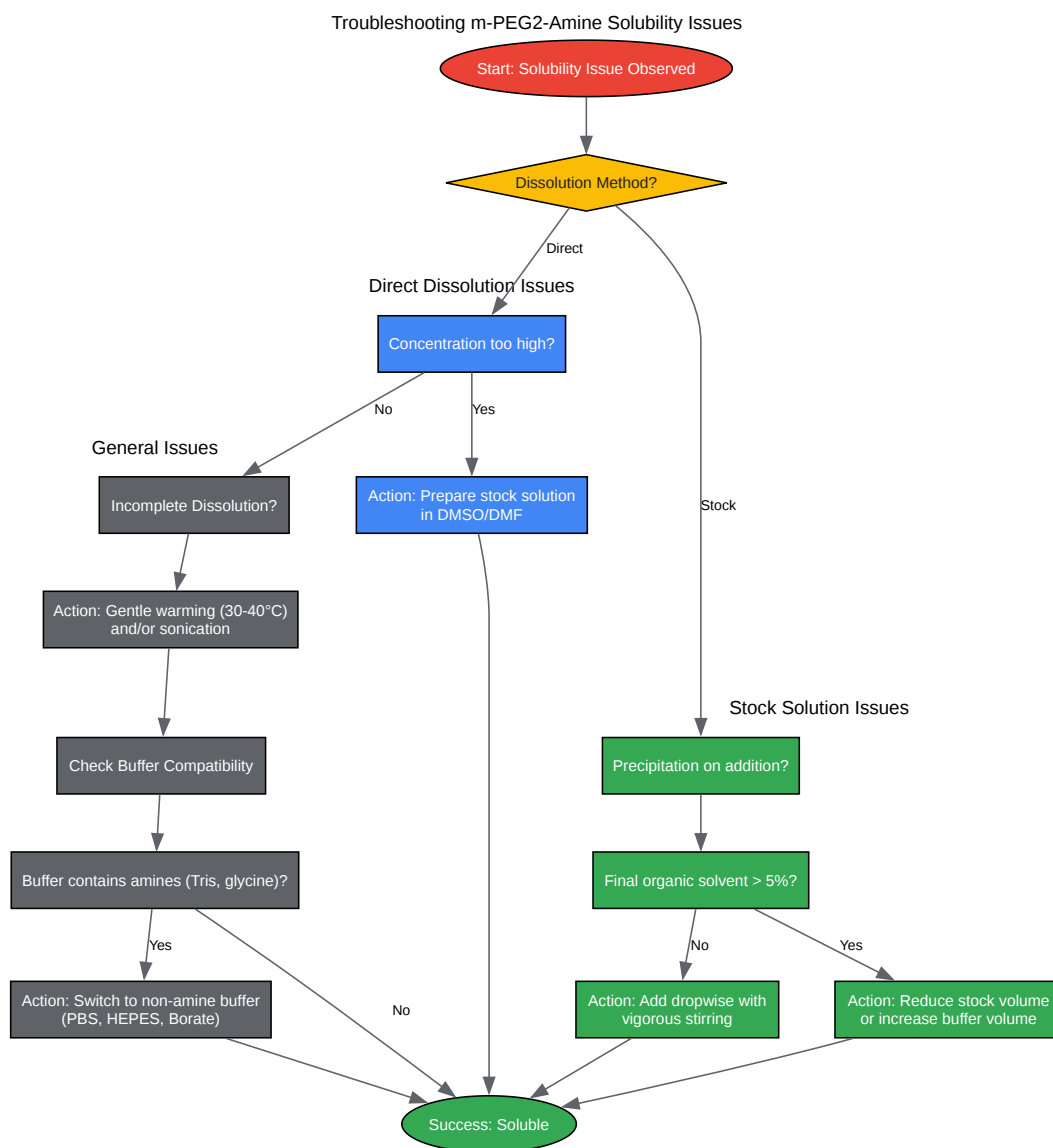 Troubleshooting m-PEG2-Amine Solubility Issues
Start: Solubility Issue Observed
Dissolution Method?
Direct
Direct Dissolution Issues
Concentration too high?
No
Yes
General Issues
Incomplete Dissolution?
Action: Prepare stock solution
in DMSO/DMF
Stock
Action: Gentle warming (30-40°C)
and/or sonication
Stock Solution Issues
Check Buffer Compatibility
Precipitation on addition?
Buffer contains amines (Tris, glycine)?
Final organic solvent > 5%?
Yes
No
Yes
Action: Switch to non-amine buffer
(PBS, HEPES, Borate)
No
Action: Add dropwise with
vigorous stirring
Action: Reduce stock volume
or increase buffer volume
Success: Soluble